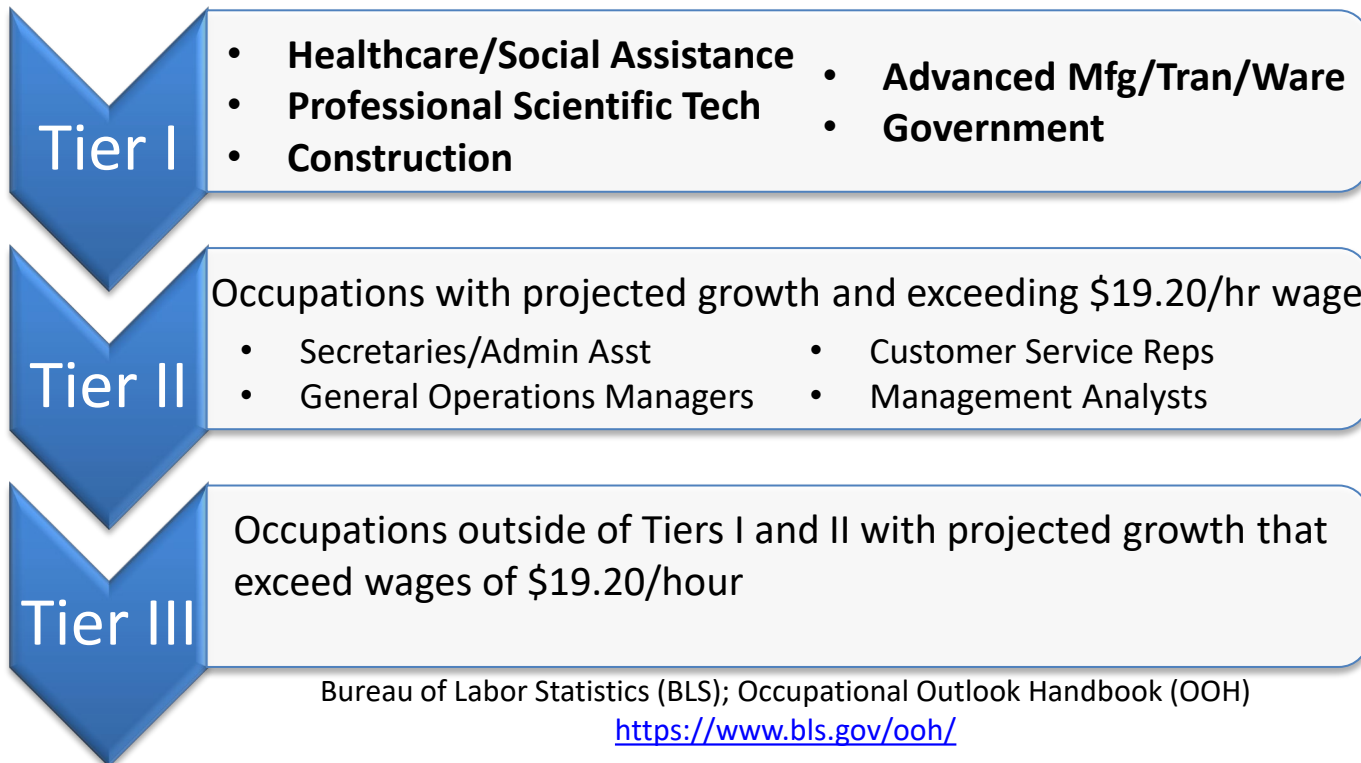 Tier I
• Healthcare/Social Assistance
• Professional Scientific Tech
• Construction
• Advanced Mfg/Tran/Ware
• Government
Tier II
Occupations with projected growth and exceeding $19.20/hr wage
• Secretaries/Admin Asst
• General Operations Managers
• Customer Service Reps
• Management Analysts
Tier III
Occupations outside of Tiers I and II with projected growth that
exceed wages of $19.20/hour
Bureau of Labor Statistics (BLS); Occupational Outlook Handbook (OOH)
https://www.bls.gov/ooh/